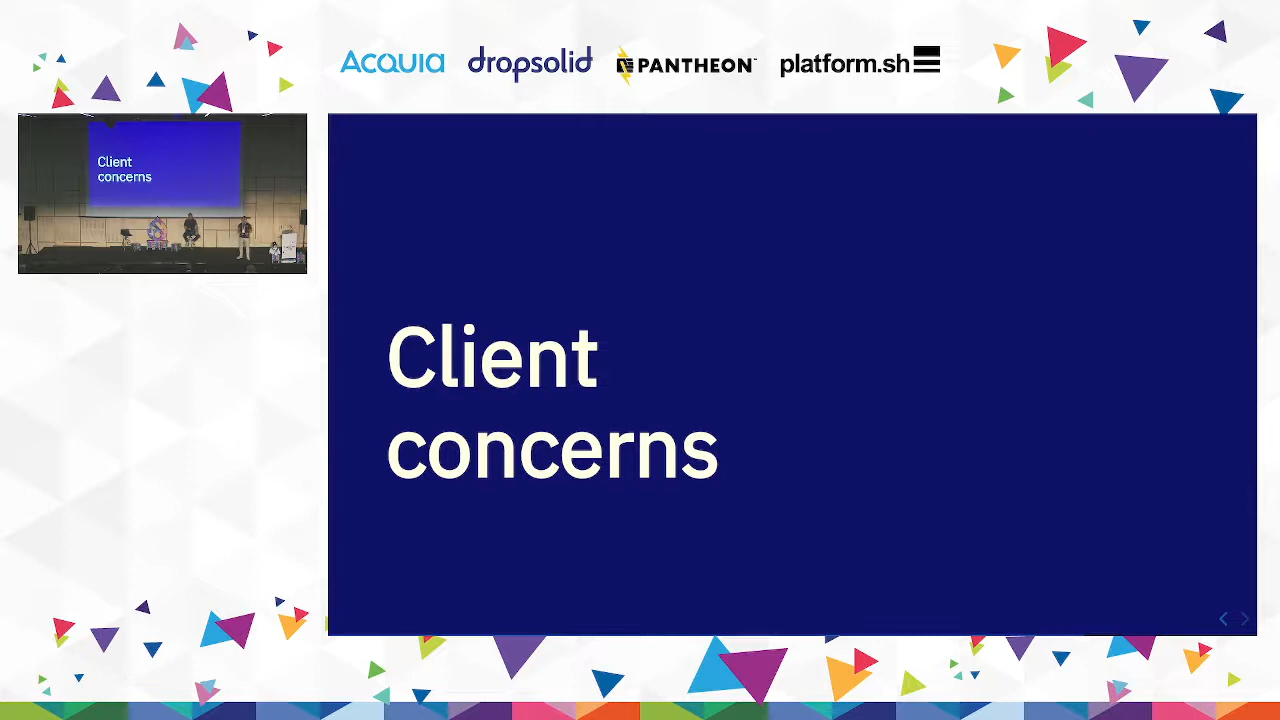 ACQUIA
dropsolid
PANTHEON
platform.sh
Client
concerns
Client
concerns